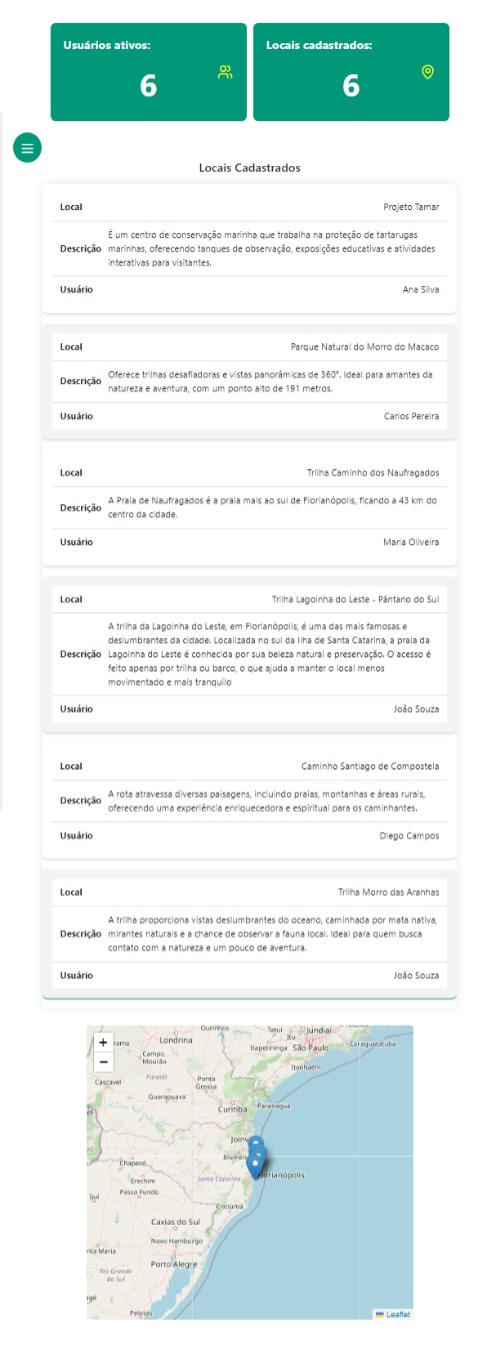 Usuários ativos:
6
Locais cadastrados:
6
Locais Cadastrados
Local Projeto Tamar
É um centro de conservação marinha que trabalha na proteção de tartarugas
Descrição marinhas, oferecendo tanques de observação, exposições educativas e atividades
interativas para visitantes.
Usuário Ana Silva
Local Parque Natural do Morro do Macaco
Descrição Oferece trilhas desafiadoras e vistas panorâmicas de 360°. Ideal para amantes da
natureza e aventura, com um ponto alto de 191 metros.
Usuário Carlos Pereira
Local Trilha Caminho dos Naufragados
Descrição A Praia de Naufragados é a praia mais ao sul de Florianópolis, ficando a 43 km do
centro da cidade.
Usuário Maria Oliveira
Local Trilha Lagoinha do Leste - Pântano do Sul
A trilha da Lagoinha do Leste, em Florianópolis, é uma das mais famosas e
deslumbrantes da cidade. Localizada no sul da Ilha de Santa Catarina, a praia da
Descrição Lagoinha do Leste é conhecida por sua beleza natural e preservação. O acesso é
feito apenas por trilha ou barco, o que ajuda a manter o local menos
movimentado e mais tranquilo
Usuário João Souza
Local Caminho Santiago de Compostela
Descrição A rota atravessa diversas paisagens, incluindo praias, montanhas e áreas rurais,
oferecendo uma experiência enriquecedora e espiritual para os caminhantes.
Usuário Diego Campos
Local Trilha Morro das Aranhas
A trilha proporciona vistas deslumbrantes do oceano, caminhada por mata nativa,
Descrição mirantes naturais e a chance de observar a fauna local. Ideal para quem busca
contato com a natureza e um pouco de aventura.
Usuário João Souza
+
−
Ourinhos
Tatuí
Jundiaí
Itu
Londrina
Itapetininga
São Paulo
Caraguatatuba
Campo
Mourão
Itanhaém
Cascavel
Paraná
Ponta
Grossa
Guarapuava
Curitiba
Paranaguá
Joinv
Chapecó
Blumen
Santa Catarina
Florianópolis
Erechim
Ijuí
Passo Fundo
Criciúma
Caxias do Sul
Novo Hamburgo
Rio Grande
do Sul
Porto Alegre
Pelotas
Leaflet